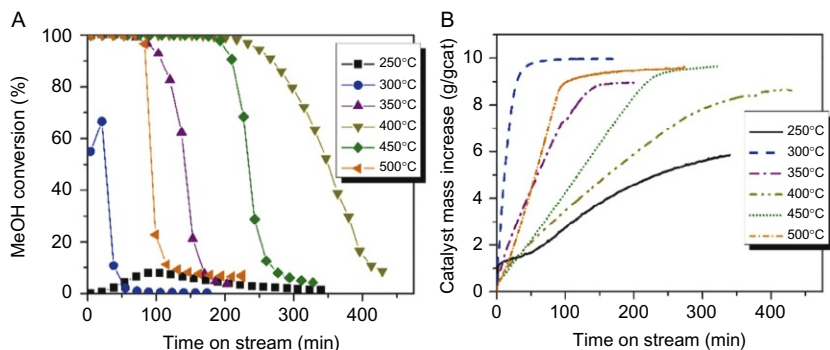 A
MeOH conversion (%)
100
80
60
40
20
0
0 100 200 300 400
Time on stream (min)
250°C
300°C
350°C
400°C
450°C
500°C
B
Catalyst mass increase (g/gcat)
10
8
6
4
2
0
0 100 200 300 400
Time on stream (min)
250°C
300°C
350°C
400°C
450°C
500°C